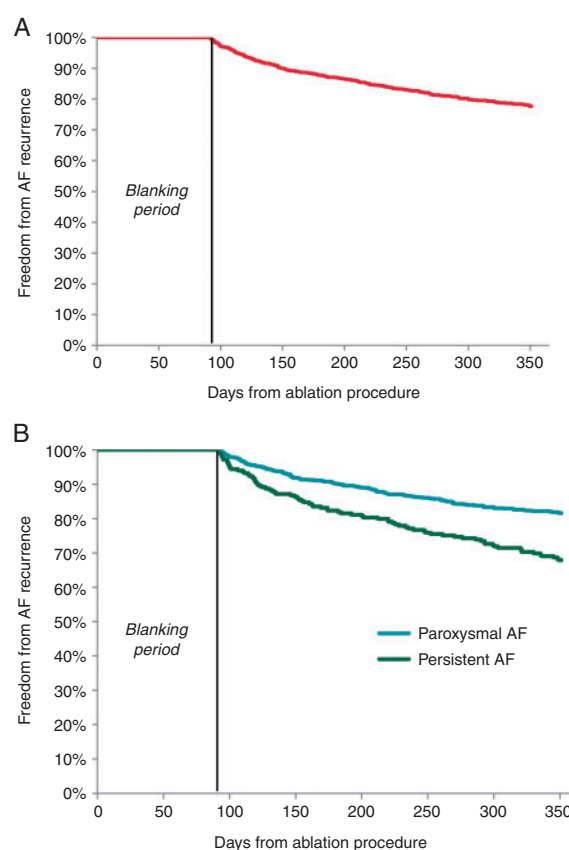 A
100%
90%
80%
70%
60%
50%
40%
30%
20%
10%
0%
Freedom from AF recurrence
Blanking
period
0 50 100 150 200 250 300 350
Days from ablation procedure
B
100%
90%
80%
70%
60%
50%
40%
30%
20%
10%
0%
Freedom from AF recurrence
Blanking
period
Paroxysmal AF
Persistent AF
0 50 100 150 200 250 300 350
Days from ablation procedure